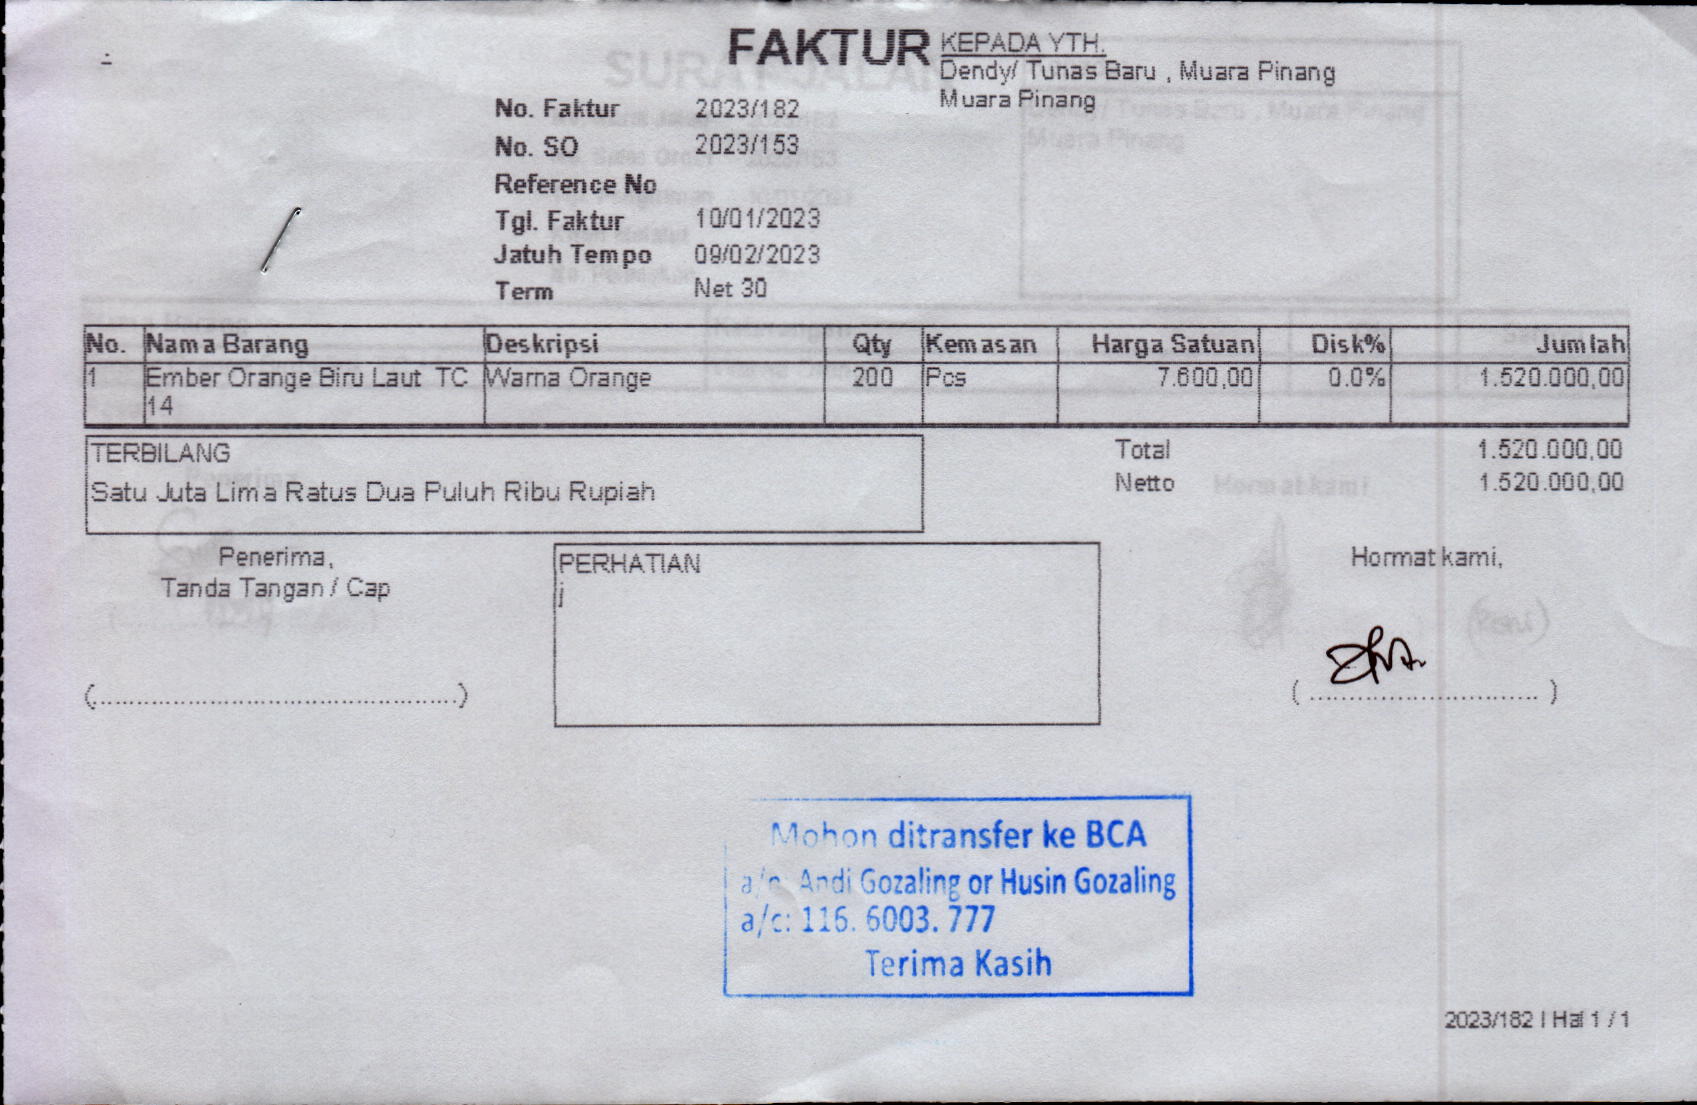 FAKTUR
KEPADA YTH.
Dendy/ Tunas Baru , Muara Pinang
Muara Pinang
No. Faktur 2023/182
No. SO 2023/153
Reference No
Tgl. Faktur 10/01/2023
Jatuh Tempo 09/02/2023
Term Net 30
No. Nama Barang Deskripsi Qty Kemasan Harga Satuan Disk% Jumlah
1 Ember Orange Biru Laut TC Warna Orange 200 Pcs 7.600,00 0.0% 1.520.000,00
14
TERBILANG
Satu Juta Lima Ratus Dua Puluh Ribu Rupiah
Total 1.520.000,00
Netto 1.520.000,00
Penerima,
Tanda Tangan / Cap
(................................................)
PERHATIAN
j
Hormat kami,
( ............................ )
Mohon ditransfer ke BCA
a/n. Andi Gozaling or Husin Gozaling
a/c: 116. 6003. 777
Terima Kasih
2023/182 | Hal 1 / 1